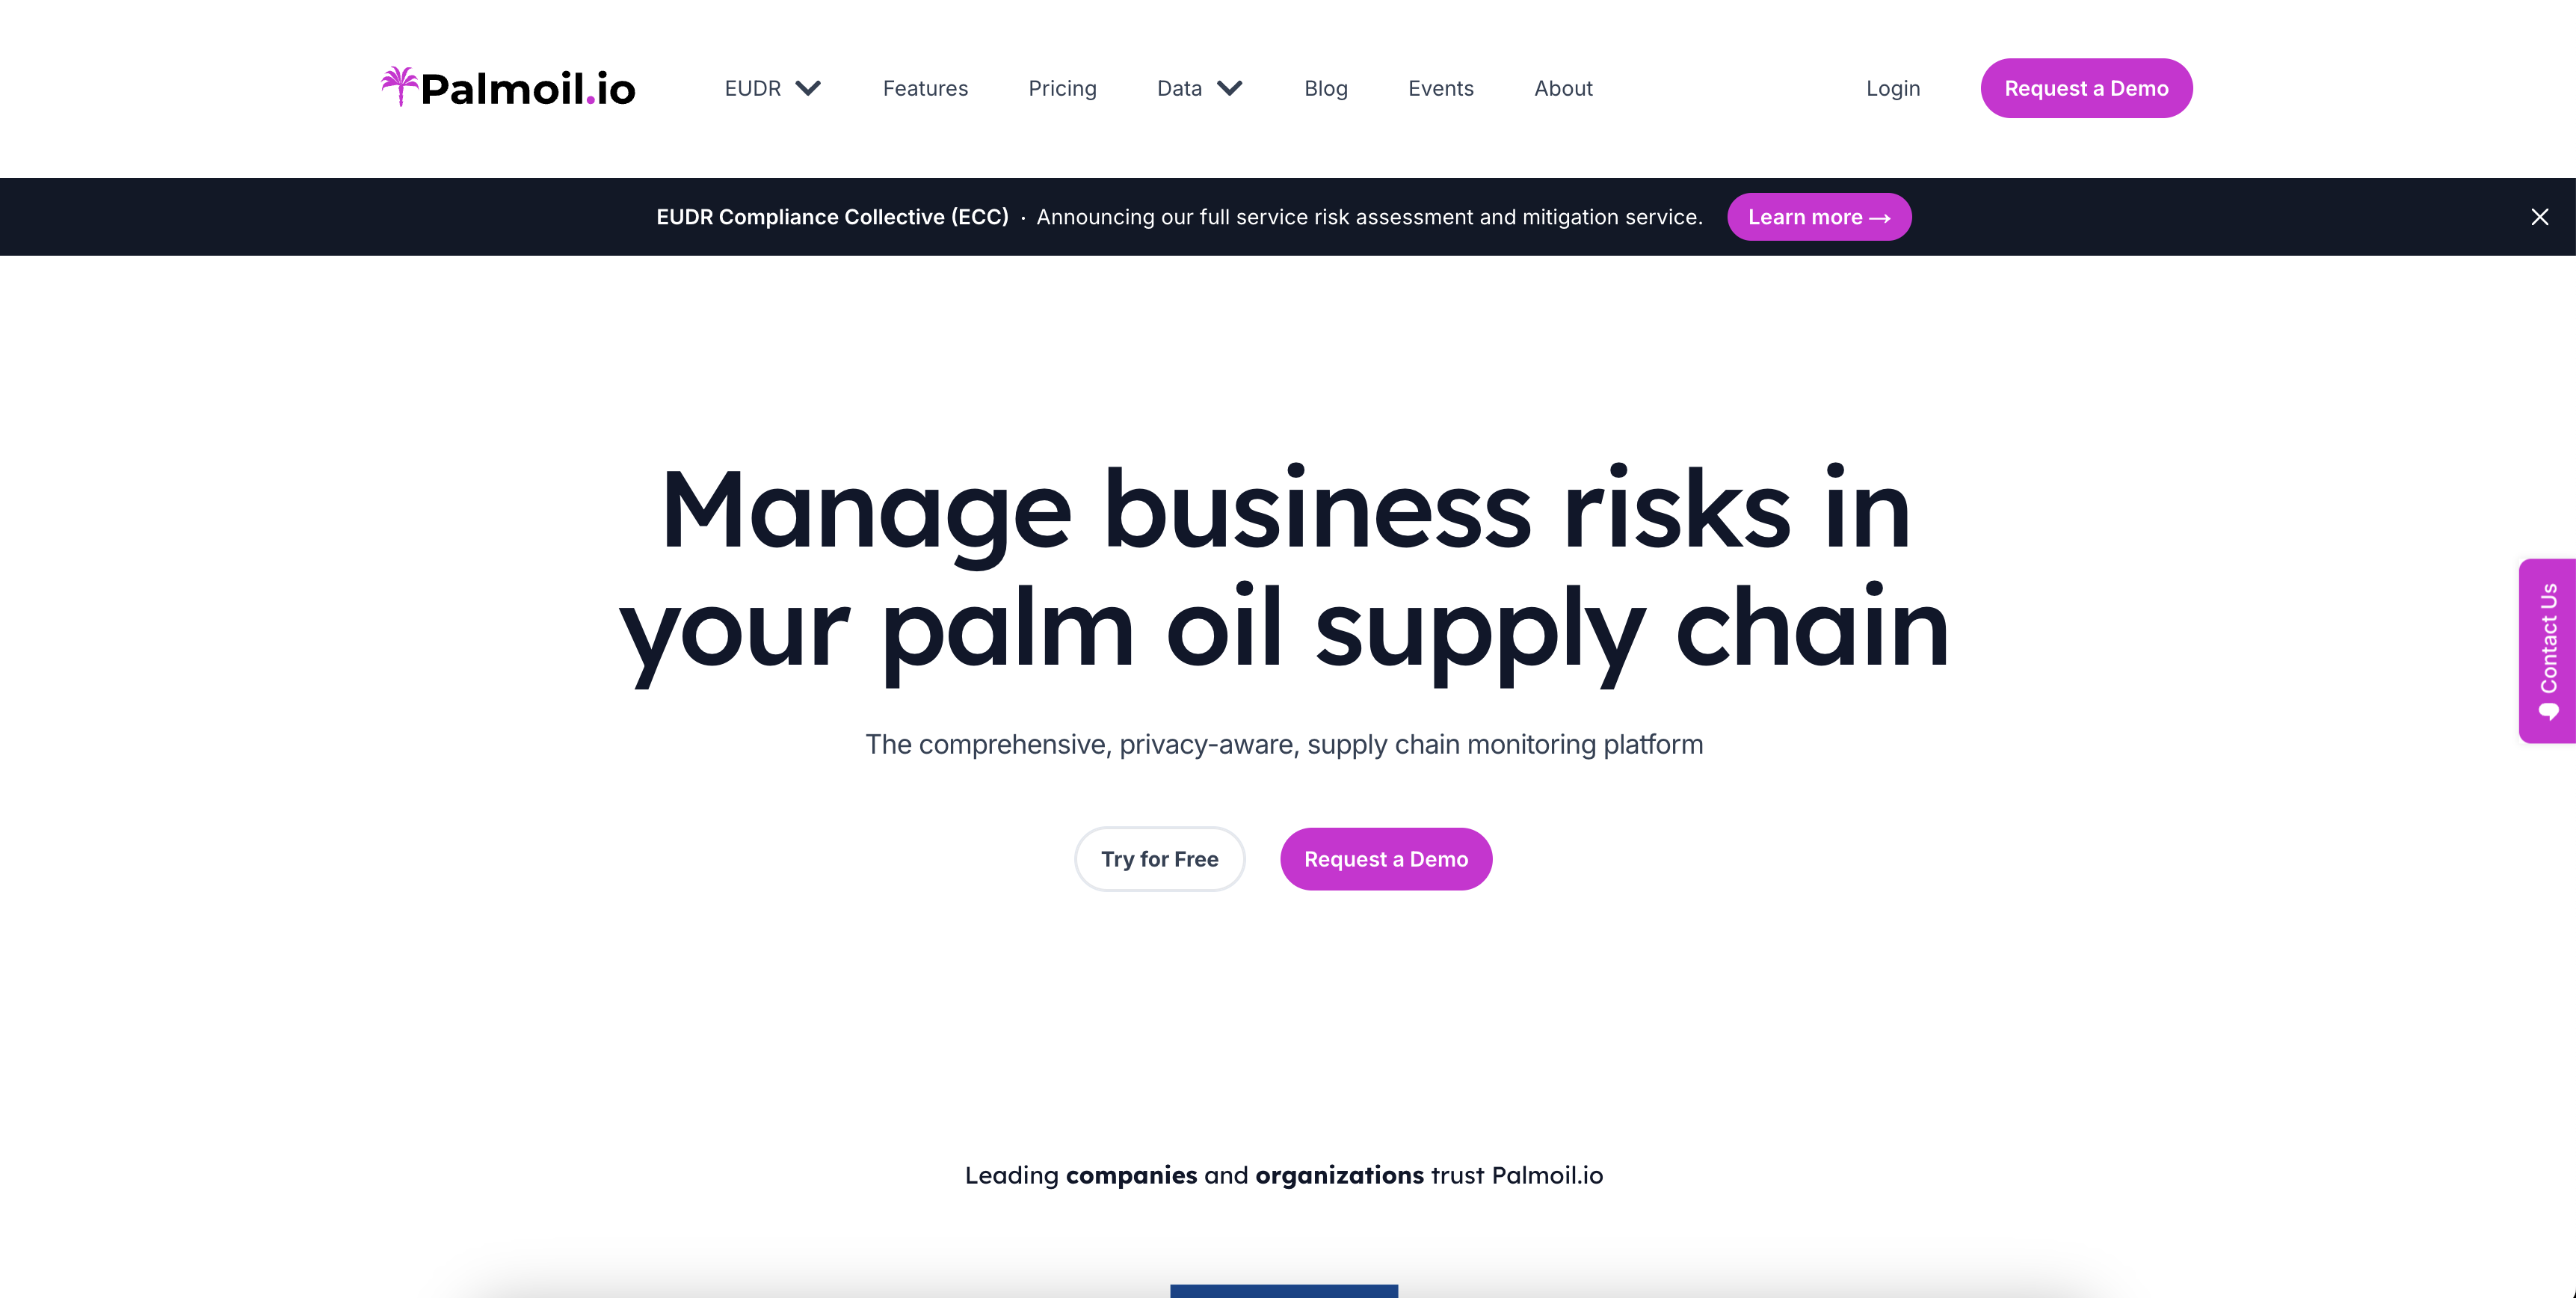 Palmoil.io
EUDR
Features
Pricing
Data
Blog
Events
About
Login
Request a Demo
EUDR Compliance Collective (ECC) · Announcing our full service risk assessment and mitigation service.
Learn more →
Manage business risks in
your palm oil supply chain
The comprehensive, privacy-aware, supply chain monitoring platform
Try for Free
Request a Demo
Contact Us
Leading companies and organizations trust Palmoil.io